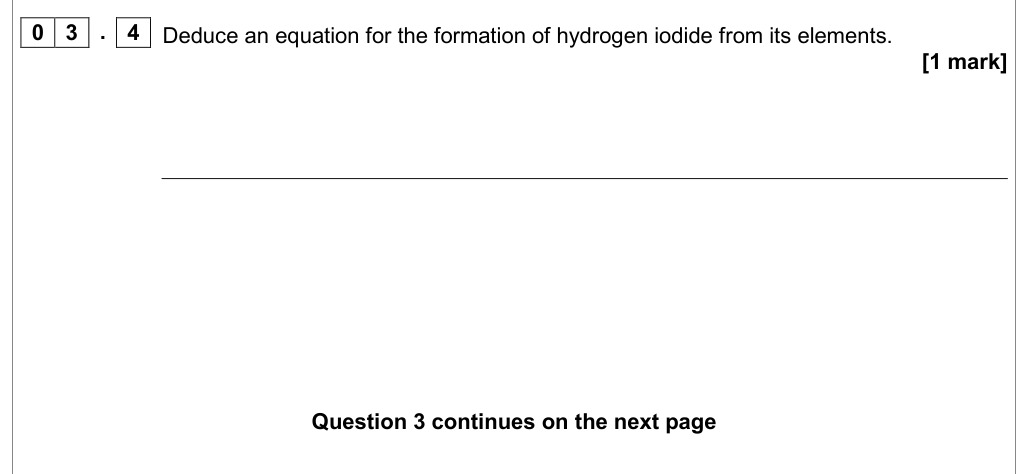 0 3 . 4 Deduce an equation for the formation of hydrogen iodide from its elements.
[1 mark]
Question 3 continues on the next page